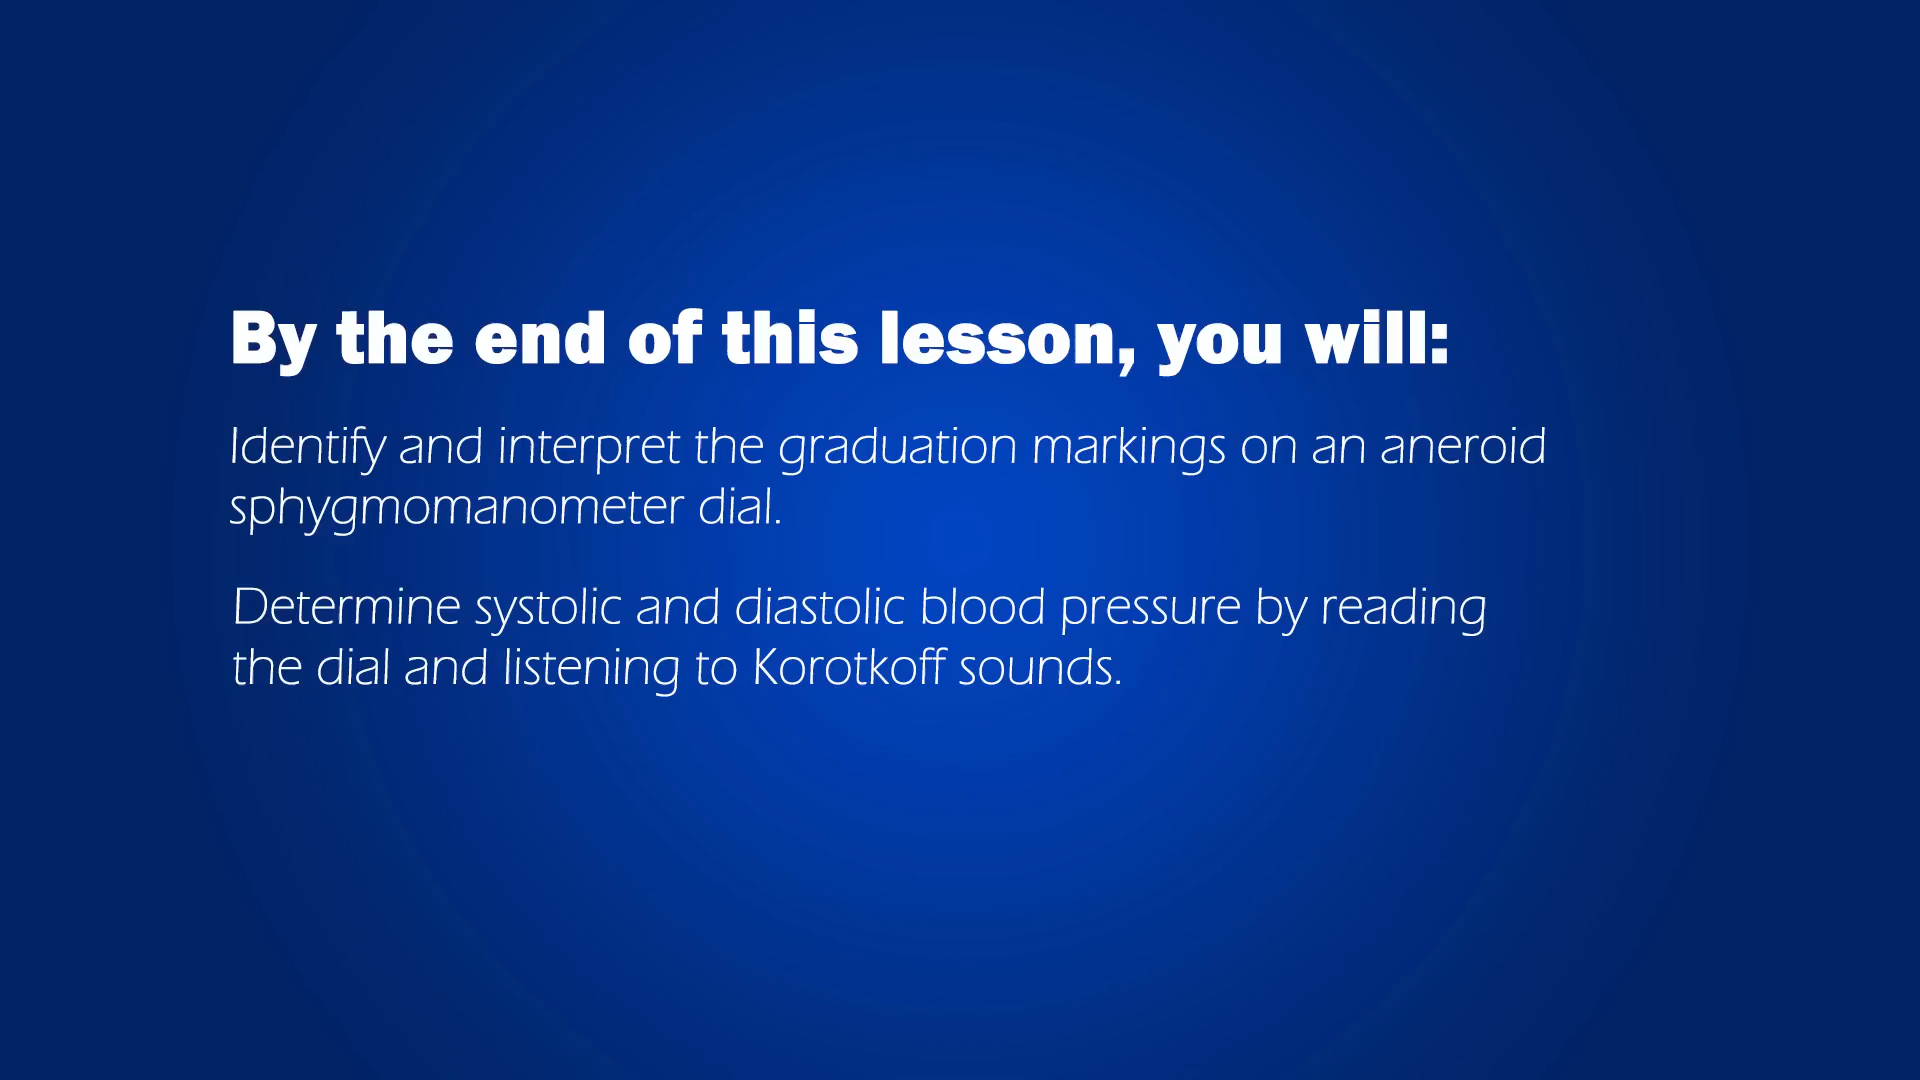 By the end of this lesson, you will:
Identify and interpret the graduation markings on an aneroid
sphygmomanometer dial.
Determine systolic and diastolic blood pressure by reading
the dial and listening to Korotkoff sounds.